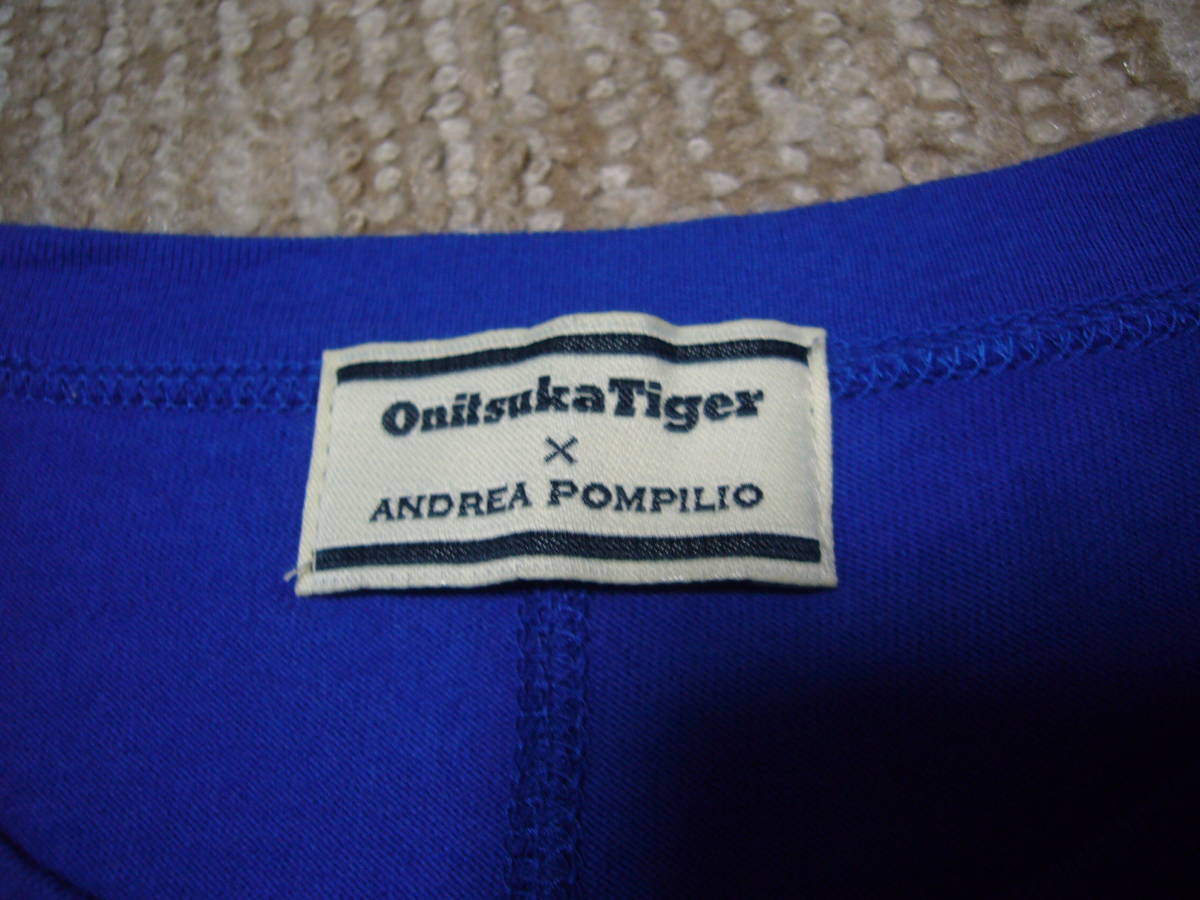 OnitsukaTiger
×
ANDREA POMPILIO